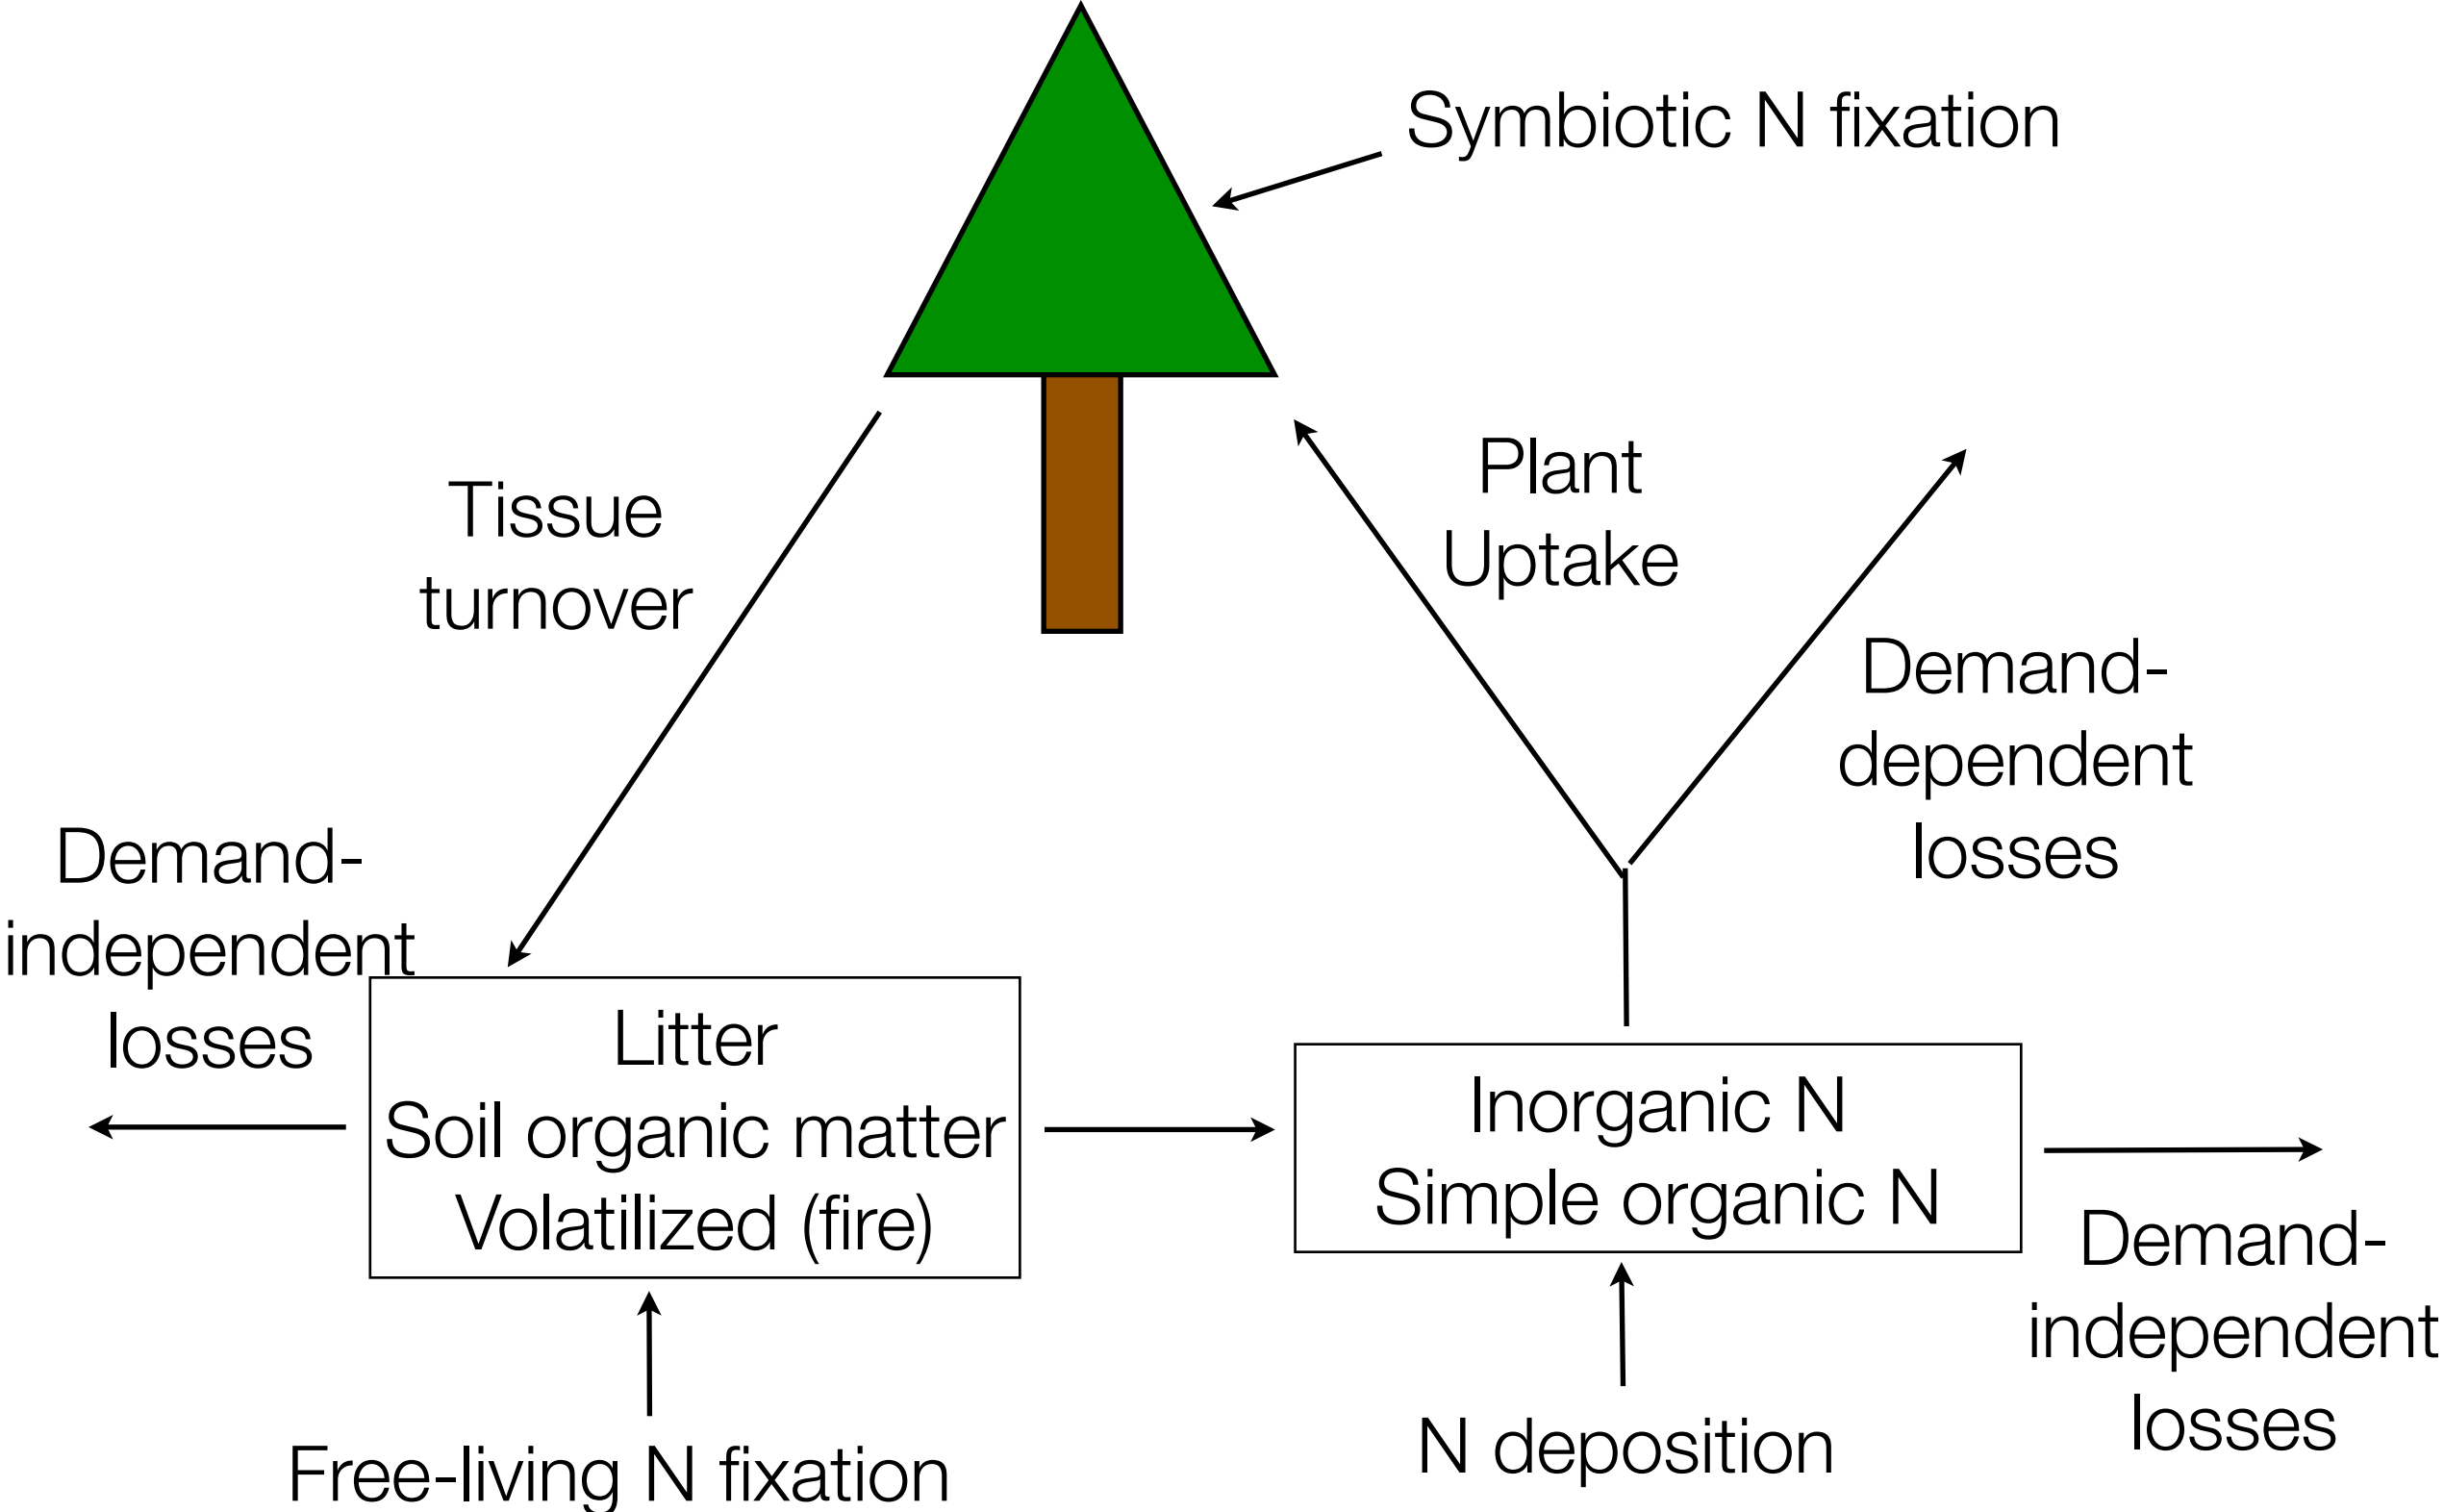 Symbiotic N fixation
Plant
Uptake
Tissue
turnover
Demand-
dependent
losses
Demand-
independent
losses
Litter
Soil organic matter
Volatilized (fire)
Inorganic N
Simple organic N
Demand-
independent
losses
N deposition
Free-living N fixation